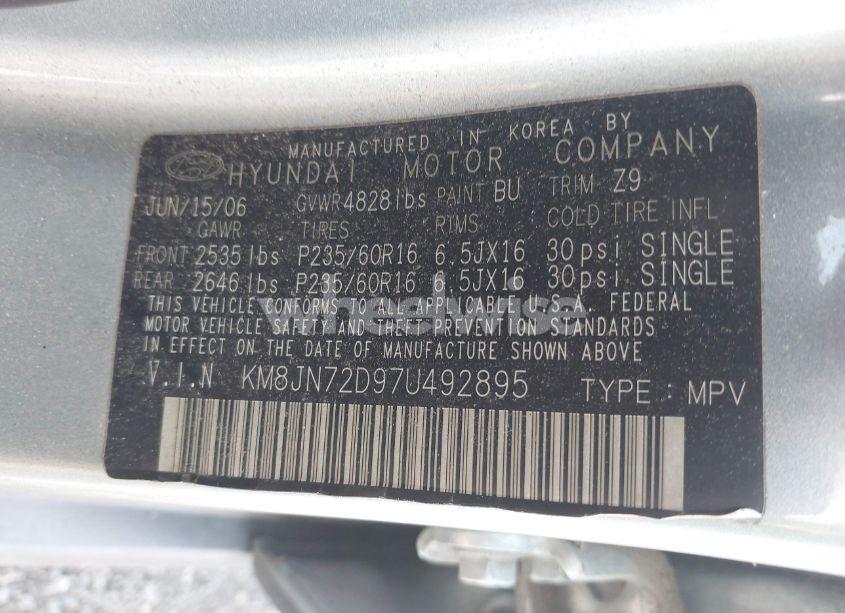 MANUFACTURED IN KOREA BY
HYUNDAI MOTOR COMPANY
JUN/15/06 GVWR 4828 lbs PAINT BU TRIM Z9
GAWR TIRES RIMS COLD TIRE INFL
FRONT 2535 lbs P235/60R16 6.5JX16 30 psi SINGLE
REAR 2646 lbs P235/60R16 6.5JX16 30 psi SINGLE
THIS VEHICLE CONFORMS TO ALL APPLICABLE U.S.A. FEDERAL
MOTOR VEHICLE SAFETY AND THEFT PREVENTION STANDARDS
IN EFFECT ON THE DATE OF MANUFACTURE SHOWN ABOVE
V.I.N KM8JN72D97U492895 TYPE : MPV
wheelwise